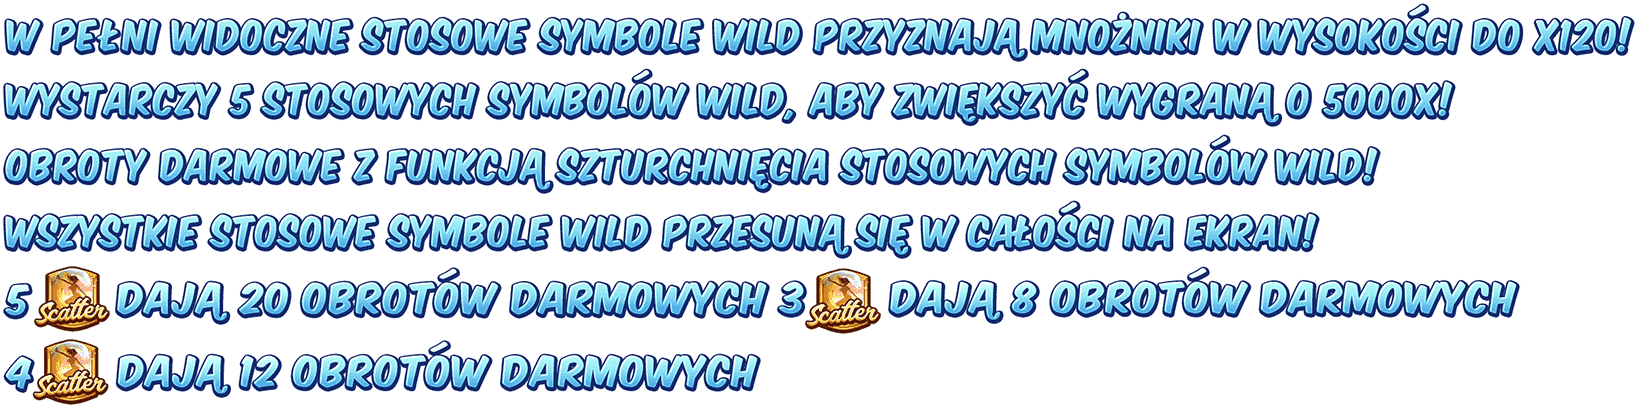 W PEŁNI WIDOCZNE STOSOWE SYMBOLE WILD PRZYZNAJĄ MNOŻNIKI W WYSOKOŚCI DO X120!
WYSTARCZY 5 STOSOWYCH SYMBOLÓW WILD, ABY ZWIĘKSZYĆ WYGRANĄ O 5000X!
OBROTY DARMOWE Z FUNKCJĄ SZTURCHNIĘCIA STOSOWYCH SYMBOLÓW WILD!
WSZYSTKIE STOSOWE SYMBOLE WILD PRZESUNĄ SIĘ W CAŁOŚCI NA EKRAN!
5 Scatter DAJĄ 20 OBROTÓW DARMOWYCH 3 Scatter DAJĄ 8 OBROTÓW DARMOWYCH
4 Scatter DAJĄ 12 OBROTÓW DARMOWYCH